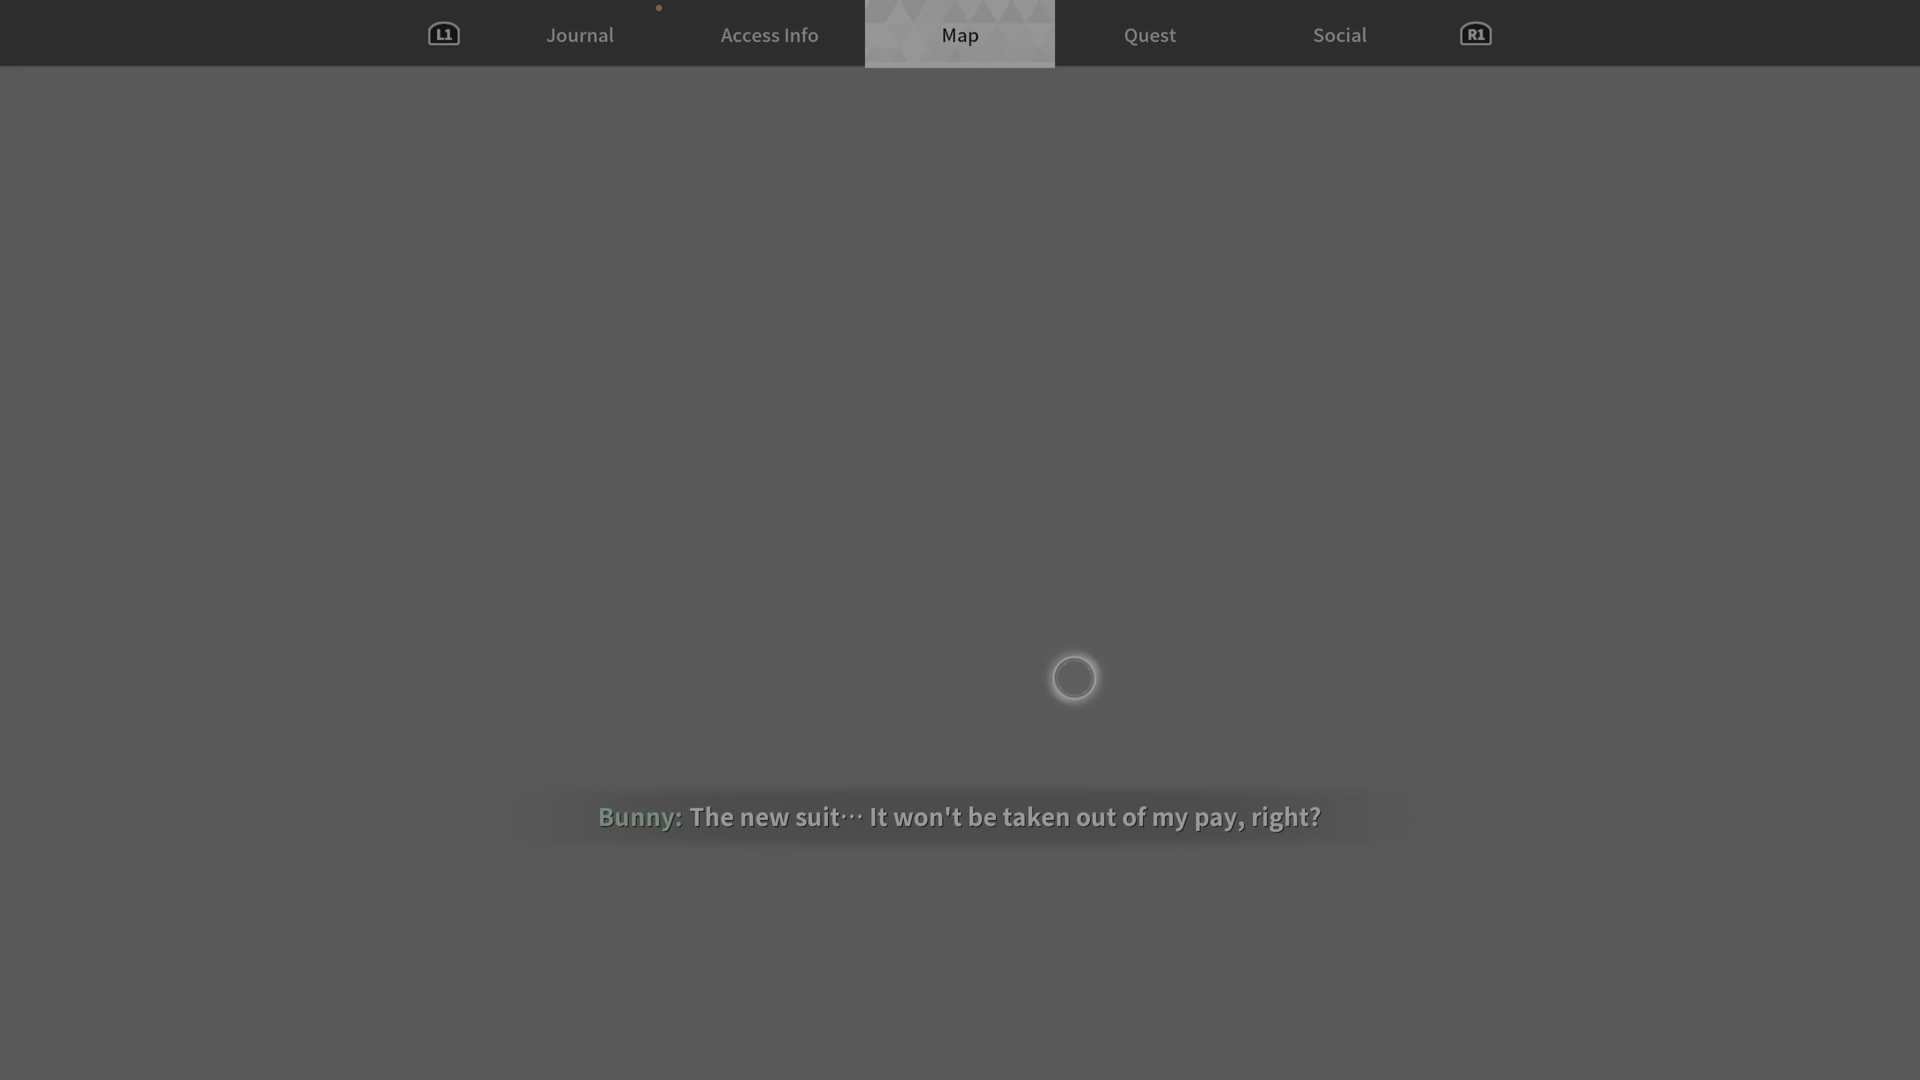 L1 Journal Access Info Map Quest Social R1
Bunny: The new suit··· It won't be taken out of my pay, right?